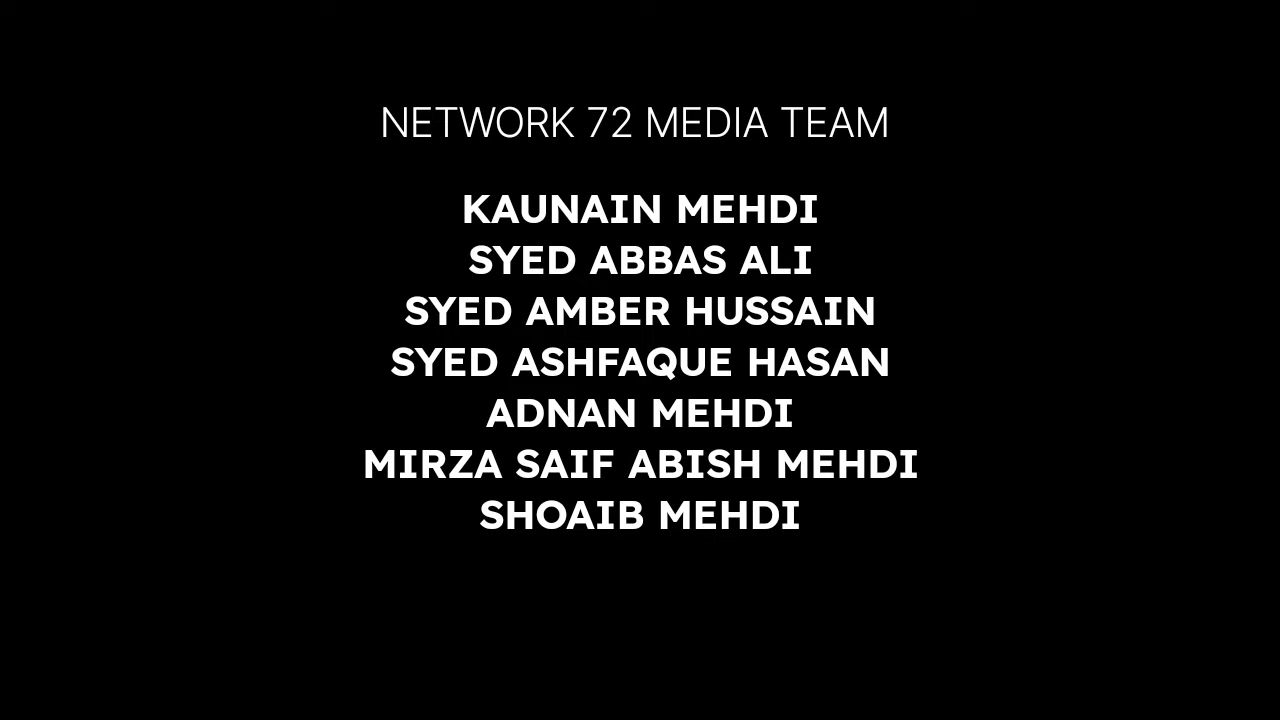 NETWORK 72 MEDIA TEAM
KAUNAIN MEHDI
SYED ABBAS ALI
SYED AMBER HUSSAIN
SYED ASHFAQUE HASAN
ADNAN MEHDI
MIRZA SAIF ABISH MEHDI
SHOAIB MEHDI